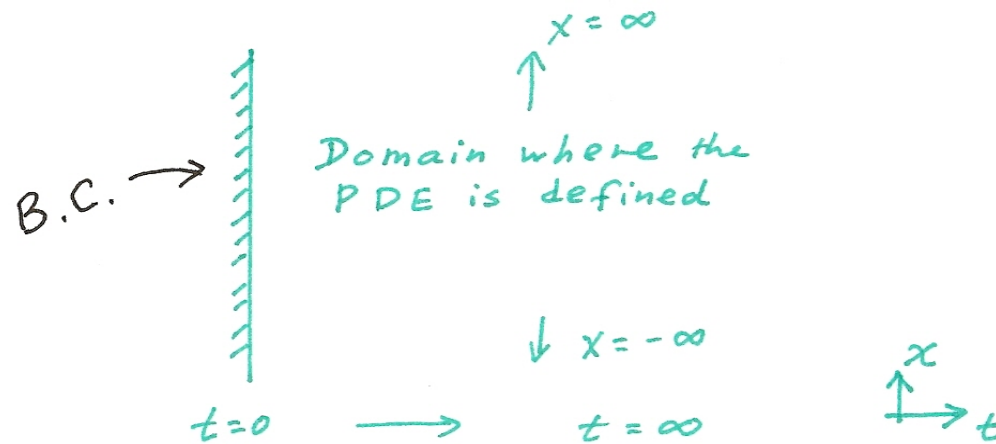 x = ∞
Domain where the
PDE is defined
B.C.
x = - ∞
t = 0
t = ∞
x
t